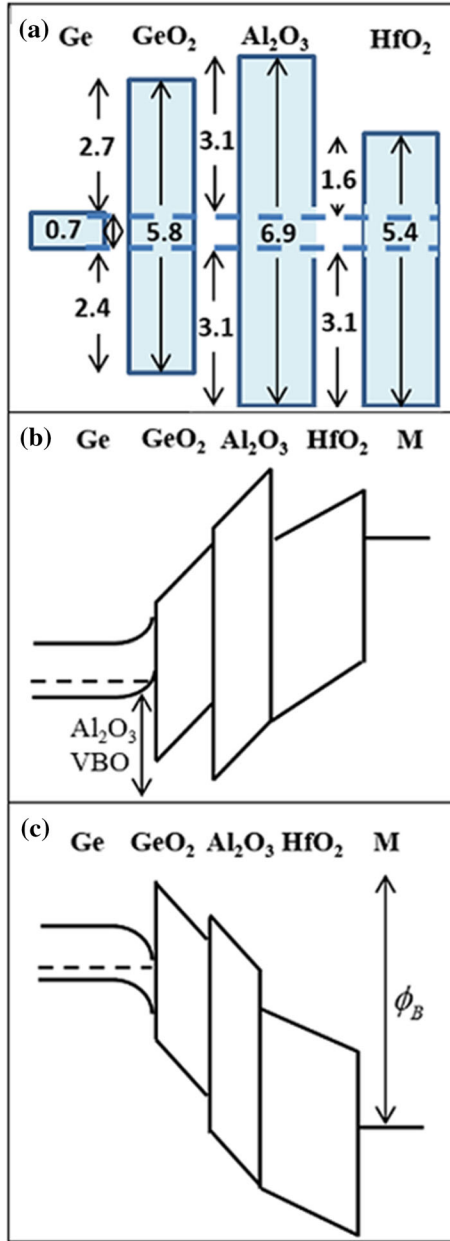 (a)
Ge GeO₂ Al₂O₃ HfO₂
2.7 3.1 1.6
0.7 5.8 6.9 5.4
2.4 3.1 3.1
(b)
Ge GeO₂ Al₂O₃ HfO₂ M
Al₂O₃
VBO
(c)
Ge GeO₂ Al₂O₃ HfO₂ M
ϕ_B